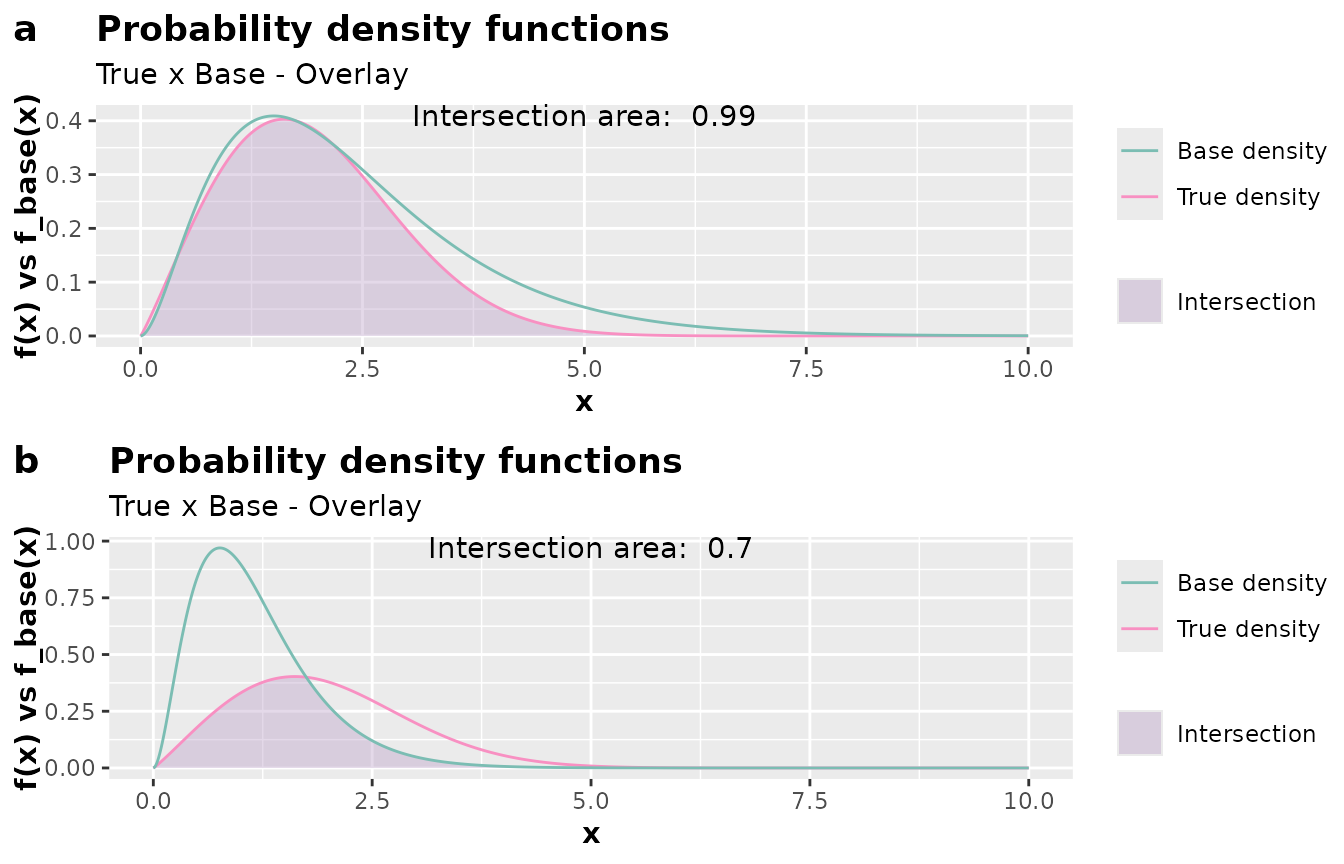 a
Probability density functions
True x Base - Overlay
f(x) vs f_base(x)
Intersection area:  0.99
0.4
0.3
0.2
0.1
0.0
0.0 2.5 5.0 7.5 10.0
x
Base density
True density
Intersection
b
Probability density functions
True x Base - Overlay
f(x) vs f_base(x)
Intersection area:  0.7
1.00
0.75
0.50
0.25
0.00
0.0 2.5 5.0 7.5 10.0
x
Base density
True density
Intersection